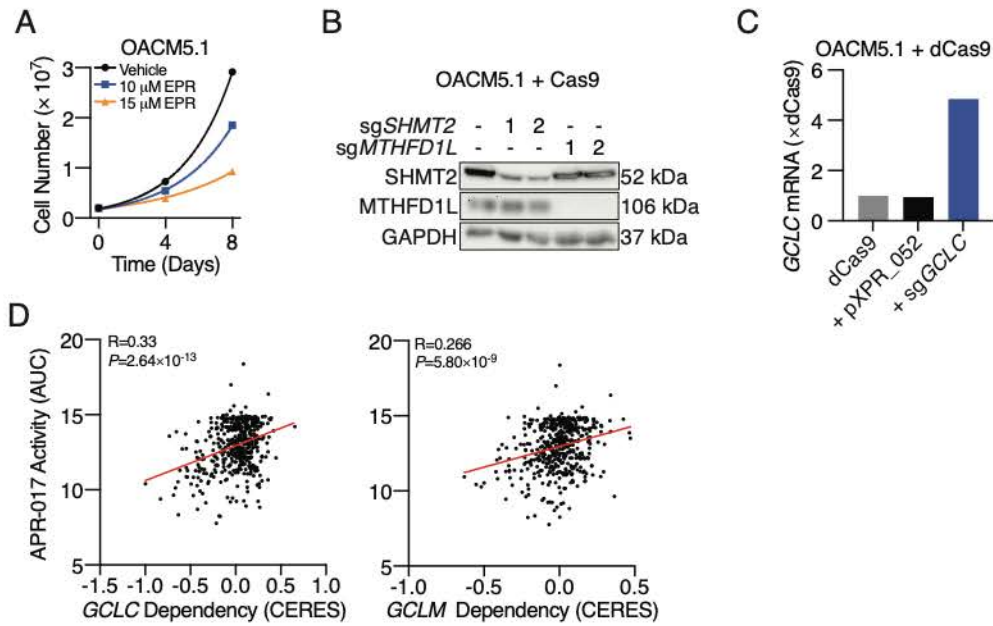 A
OACM5.1
Vehicle
10 μM EPR
15 μM EPR
Cell Number (× 10⁷)
3
2
1
0
0
4
8
Time (Days)
B
OACM5.1 + Cas9
sgSHMT2 - 1 2 - -
sgMTHFD1L - - - 1 2
SHMT2 52 kDa
MTHFD1L 106 kDa
GAPDH 37 kDa
C
OACM5.1 + dCas9
GCLC mRNA (×dCas9)
6
4
2
0
dCas9
+ pXPR_052
+ sgGCLC
D
R=0.33
P=2.64×10⁻¹³
APR-017 Activity (AUC)
20
15
10
5
-1.5 -1.0 -0.5 0.0 0.5 1.0
GCLC Dependency (CERES)
R=0.266
P=5.80×10⁻⁹
20
15
10
5
-1.0 -0.5 0.0 0.5
GCLM Dependency (CERES)